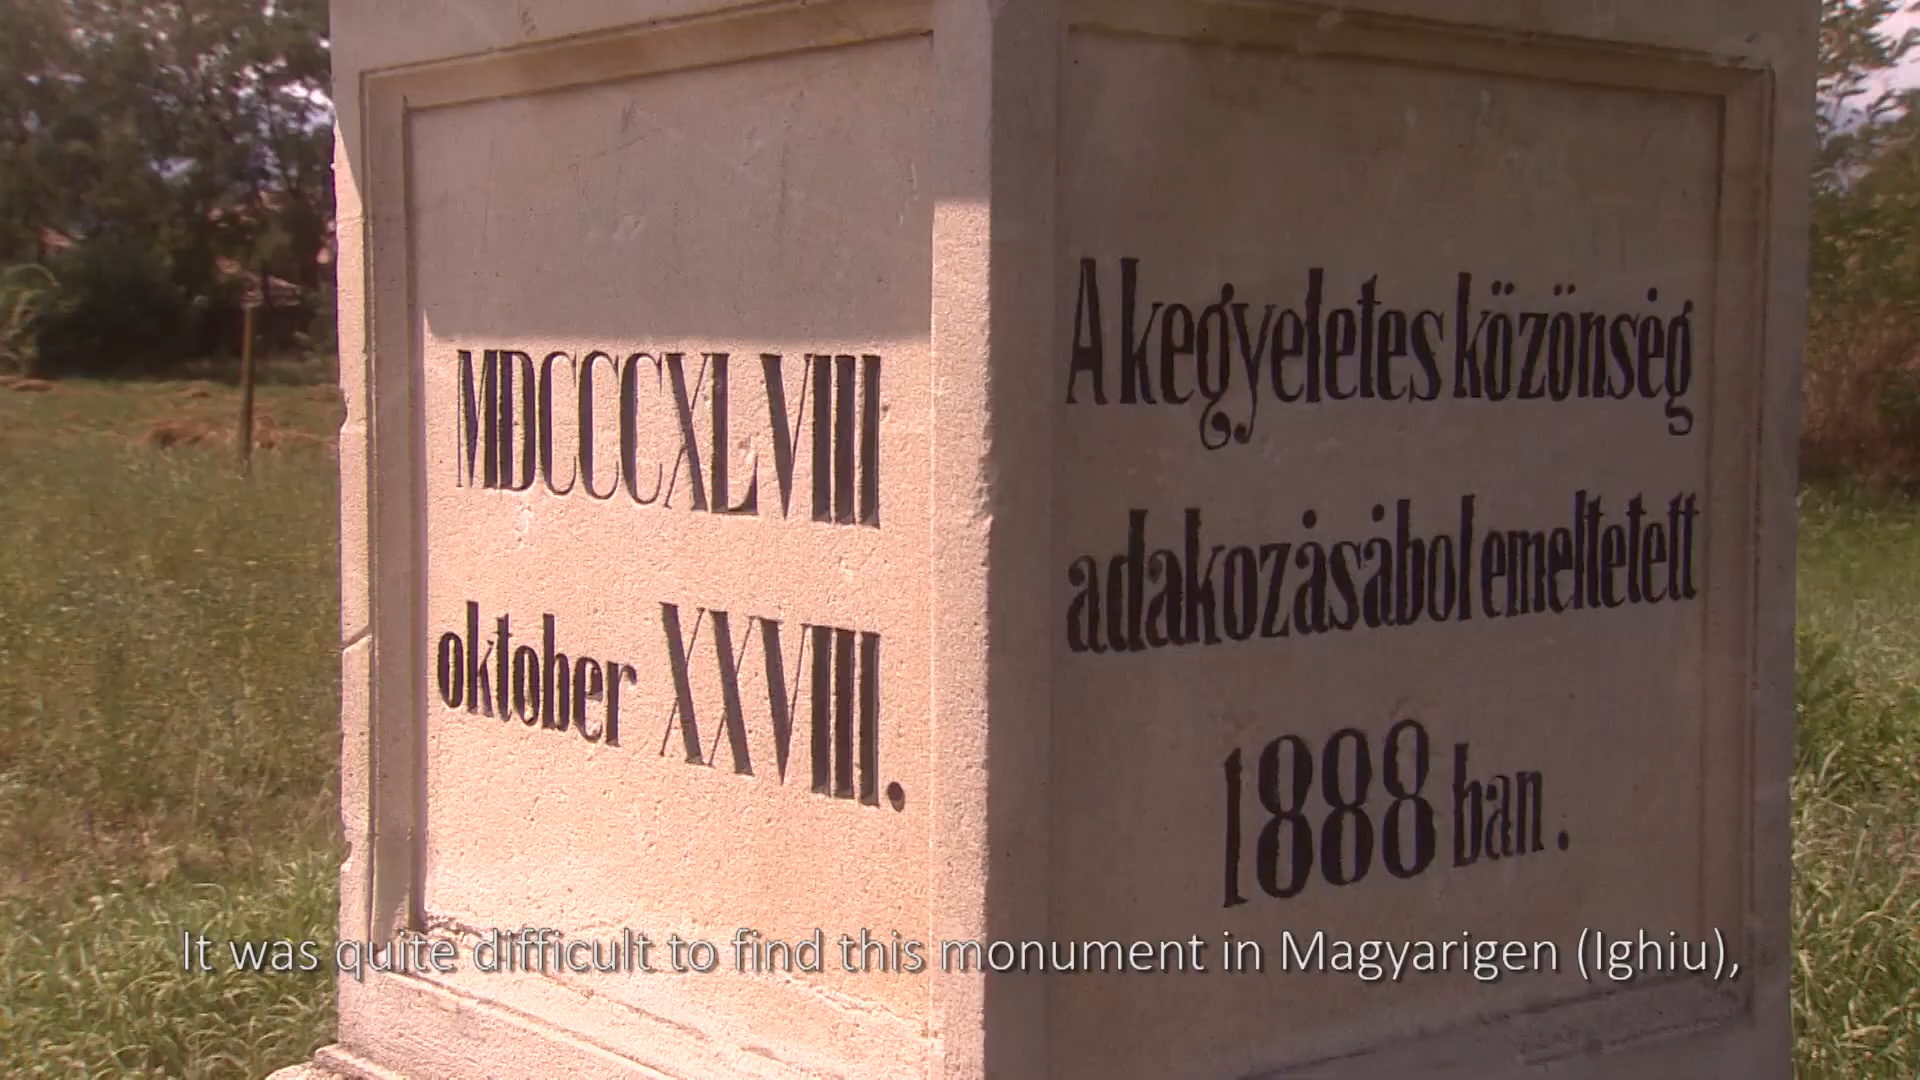 MDCCCXLVIII
oktober XXVIII.
A kegyeletes közönség
adakozásábol emeltetett
1888 ban.
It was quite difficult to find this monument in Magyarigen (Ighiu),